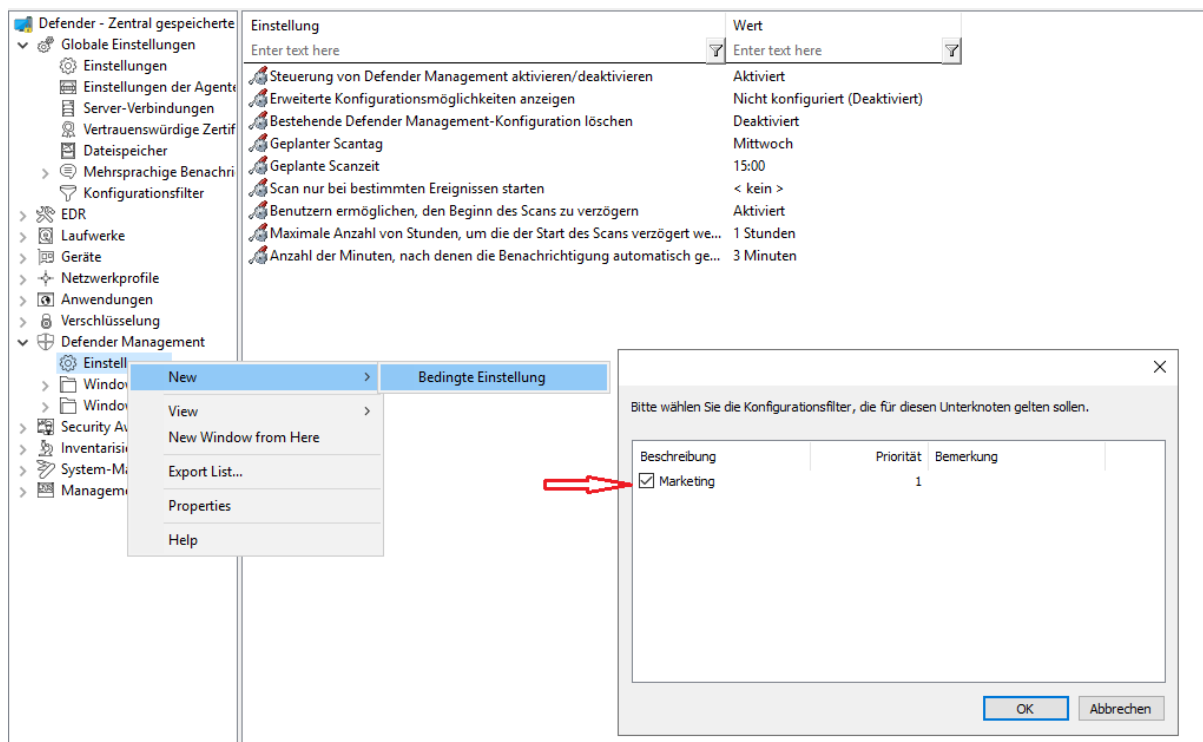 Defender - Zentral gespeicherte
Globale Einstellungen
Einstellungen
Einstellungen der Agente
Server-Verbindungen
Vertrauenswürdige Zertif
Dateispeicher
Mehrsprachige Benachri
Konfigurationsfilter
EDR
Laufwerke
Geräte
Netzwerkprofile
Anwendungen
Verschlüsselung
Defender Management
Einstell
Windo
Windo
Security Av
Inventarisi
System-Ma
Managem
Einstellung Wert
Enter text here Enter text here
Steuerung von Defender Management aktivieren/deaktivieren Aktiviert
Erweiterte Konfigurationsmöglichkeiten anzeigen Nicht konfiguriert (Deaktiviert)
Bestehende Defender Management-Konfiguration löschen Deaktiviert
Geplanter Scantag Mittwoch
Geplante Scanzeit 15:00
Scan nur bei bestimmten Ereignissen starten < kein >
Benutzern ermöglichen, den Beginn des Scans zu verzögern Aktiviert
Maximale Anzahl von Stunden, um die der Start des Scans verzögert we... 1 Stunden
Anzahl der Minuten, nach denen die Benachrichtigung automatisch ge... 3 Minuten
New
View
New Window from Here
Export List...
Properties
Help
Bedingte Einstellung
Bitte wählen Sie die Konfigurationsfilter, die für diesen Unterknoten gelten sollen.
Beschreibung Priorität Bemerkung
Marketing 1
OK Abbrechen